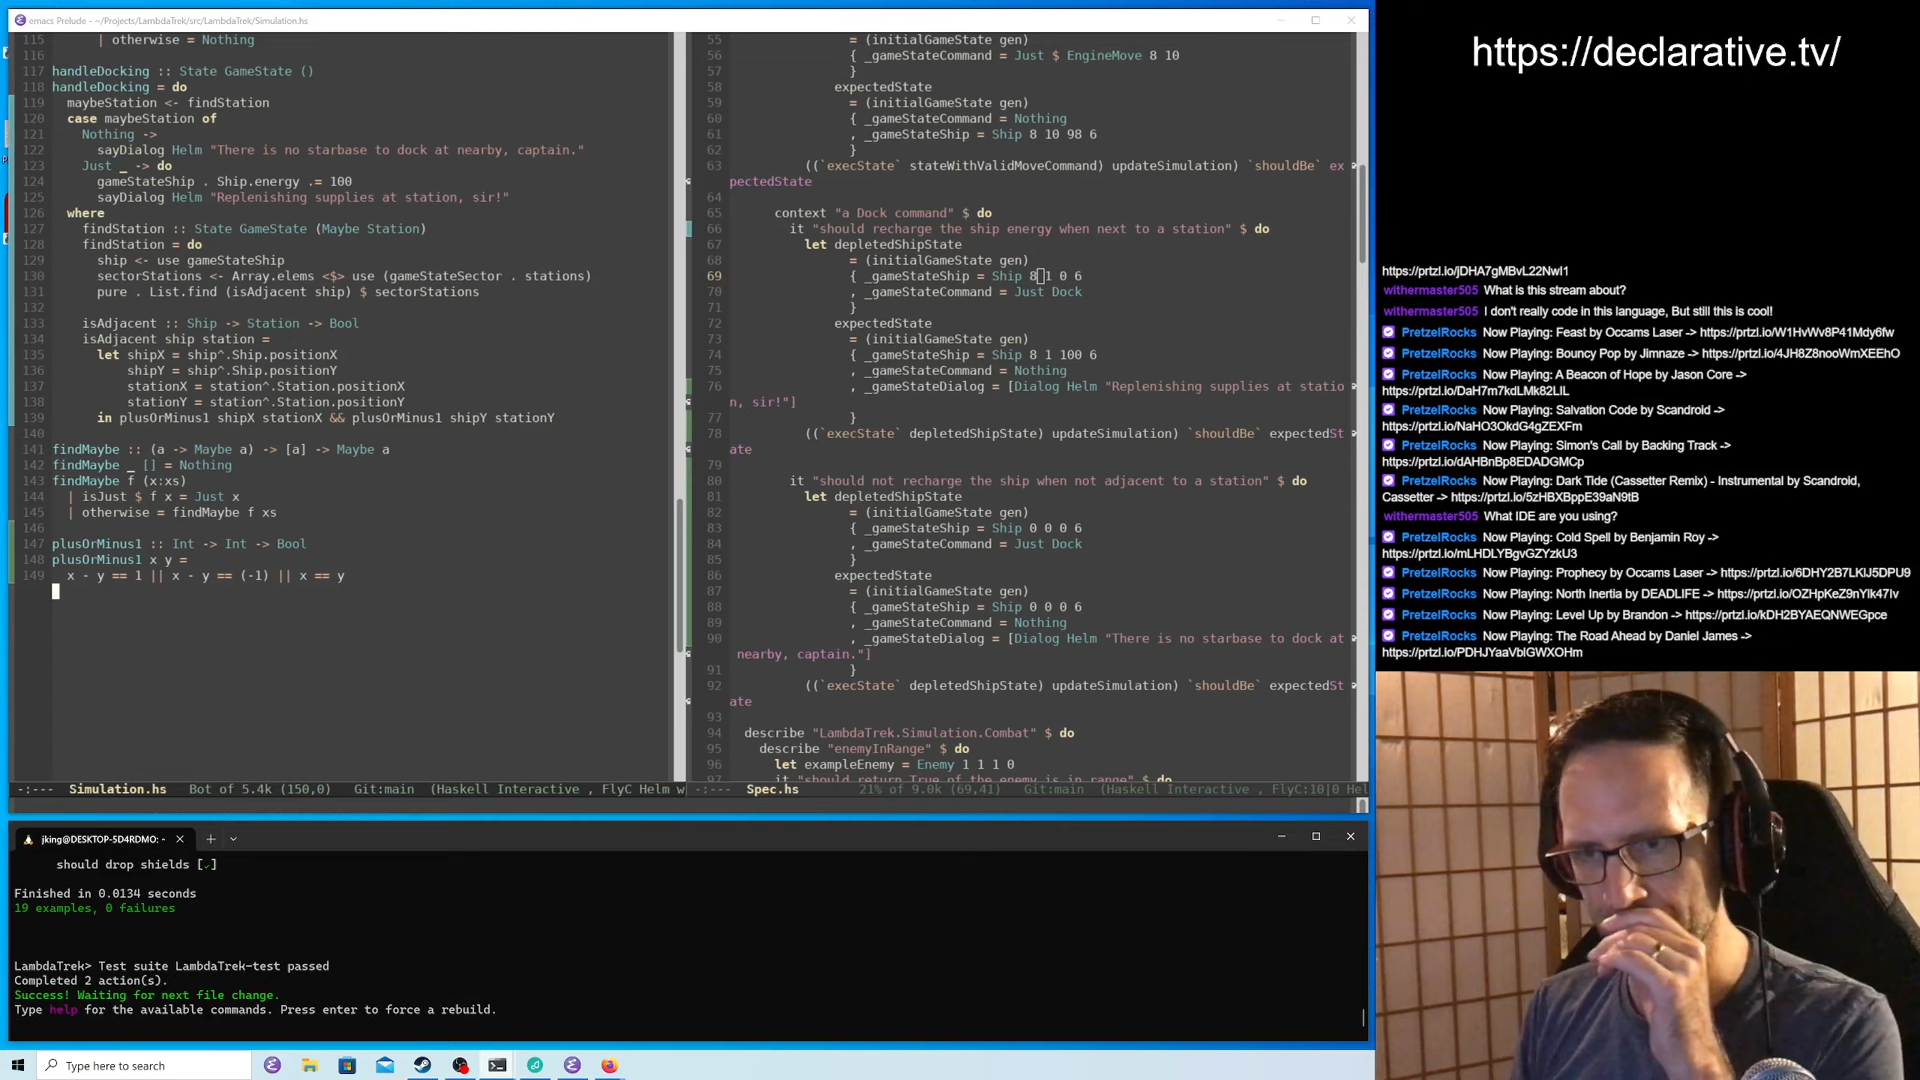 emacs Prelude - ~/Projects/LambdaTrek/src/LambdaTrek/Simulation.hs
115 | otherwise = Nothing
116
117 handleDocking :: State GameState ()
118 handleDocking = do
119 maybeStation <- findStation
120 case maybeStation of
121 Nothing ->
122 sayDialog Helm "There is no starbase to dock at nearby, captain."
123 Just _ -> do
124 gameStateShip . Ship.energy .= 100
125 sayDialog Helm "Replenishing supplies at station, sir!"
126 where
127 findStation :: State GameState (Maybe Station)
128 findStation = do
129 ship <- use gameStateShip
130 sectorStations <- Array.elems <$> use (gameStateSector . stations)
131 pure . List.find (isAdjacent ship) $ sectorStations
132
133 isAdjacent :: Ship -> Station -> Bool
134 isAdjacent ship station =
135 let shipX = ship^.Ship.positionX
136 shipY = ship^.Ship.positionY
137 stationX = station^.Station.positionX
138 stationY = station^.Station.positionY
139 in plusOrMinus1 shipX stationX && plusOrMinus1 shipY stationY
140
141 findMaybe :: (a -> Maybe a) -> [a] -> Maybe a
142 findMaybe _ [] = Nothing
143 findMaybe f (x:xs)
144 | isJust $ f x = Just x
145 | otherwise = findMaybe f xs
146
147 plusOrMinus1 :: Int -> Int -> Bool
148 plusOrMinus1 x y =
149 x - y == 1 || x - y == (-1) || x == y
-:--- Simulation.hs Bot of 5.4k (150,0) Git:main (Haskell Interactive , FlyC Helm w
55 = (initialGameState gen)
56 { _gameStateCommand = Just $ EngineMove 8 10
57 }
58 expectedState
59 = (initialGameState gen)
60 { _gameStateCommand = Nothing
61 , _gameStateShip = Ship 8 10 98 6
62 }
63 ((`execState` stateWithValidMoveCommand) updateSimulation) `shouldBe` ex
pectedState
64
65 context "a Dock command" $ do
66 it "should recharge the ship energy when next to a station" $ do
67 let depletedShipState
68 = (initialGameState gen)
69 { _gameStateShip = Ship 8 1 0 6
70 , _gameStateCommand = Just Dock
71 }
72 expectedState
73 = (initialGameState gen)
74 { _gameStateShip = Ship 8 1 100 6
75 , _gameStateCommand = Nothing
76 , _gameStateDialog = [Dialog Helm "Replenishing supplies at statio
n, sir!"]
77 }
78 ((`execState` depletedShipState) updateSimulation) `shouldBe` expectedSt
ate
79
80 it "should not recharge the ship when not adjacent to a station" $ do
81 let depletedShipState
82 = (initialGameState gen)
83 { _gameStateShip = Ship 0 0 0 6
84 , _gameStateCommand = Just Dock
85 }
86 expectedState
87 = (initialGameState gen)
88 { _gameStateShip = Ship 0 0 0 6
89 , _gameStateCommand = Nothing
90 , _gameStateDialog = [Dialog Helm "There is no starbase to dock at
nearby, captain."]
91 }
92 ((`execState` depletedShipState) updateSimulation) `shouldBe` expectedSt
ate
93
94 describe "LambdaTrek.Simulation.Combat" $ do
95 describe "enemyInRange" $ do
96 let exampleEnemy = Enemy 1 1 1 0
97 it "should return True of the enemy is in range" $ do
-:--- Spec.hs 21% of 9.0k (69,41) Git:main (Haskell Interactive , FlyC:10|0 Hel
jking@DESKTOP-5D4RDMO: ~
should drop shields [✓]
Finished in 0.0134 seconds
19 examples, 0 failures
LambdaTrek> Test suite LambdaTrek-test passed
Completed 2 action(s).
Success! Waiting for next file change.
Type help for the available commands. Press enter to force a rebuild.
Type here to search
https://declarative.tv/
https://prtzl.io/jDHA7gMBvL22NwI1
withermaster505 What is this stream about?
withermaster505 I don't really code in this language, But still this is cool!
PretzelRocks Now Playing: Feast by Occams Laser -> https://prtzl.io/W1HvWv8P41Mdy6fw
PretzelRocks Now Playing: Bouncy Pop by Jimnaze -> https://prtzl.io/4JH8Z8nooWmXEEhO
PretzelRocks Now Playing: A Beacon of Hope by Jason Core ->
https://prtzl.io/DaH7m7kdLMk82LlL
PretzelRocks Now Playing: Salvation Code by Scandroid ->
https://prtzl.io/NaHO3OkdG4gZEXFm
PretzelRocks Now Playing: Simon's Call by Backing Track ->
https://prtzl.io/dAHBnBp8EDADGMCp
PretzelRocks Now Playing: Dark Tide (Cassetter Remix) - Instrumental by Scandroid,
Cassetter -> https://prtzl.io/5zHBXBppE39aN9tB
withermaster505 What IDE are you using?
PretzelRocks Now Playing: Cold Spell by Benjamin Roy ->
https://prtzl.io/mLHDLYBgvGZYzkU3
PretzelRocks Now Playing: Prophecy by Occams Laser -> https://prtzl.io/6DHY2B7LKlJ5DPU9
PretzelRocks Now Playing: North Inertia by DEADLIFE -> https://prtzl.io/OZHpKeZ9nYlk47Iv
PretzelRocks Now Playing: Level Up by Brandon -> https://prtzl.io/kDH2BYAEQNWEGpce
PretzelRocks Now Playing: The Road Ahead by Daniel James ->
https://prtzl.io/PDHJYaaVblGWXOHm